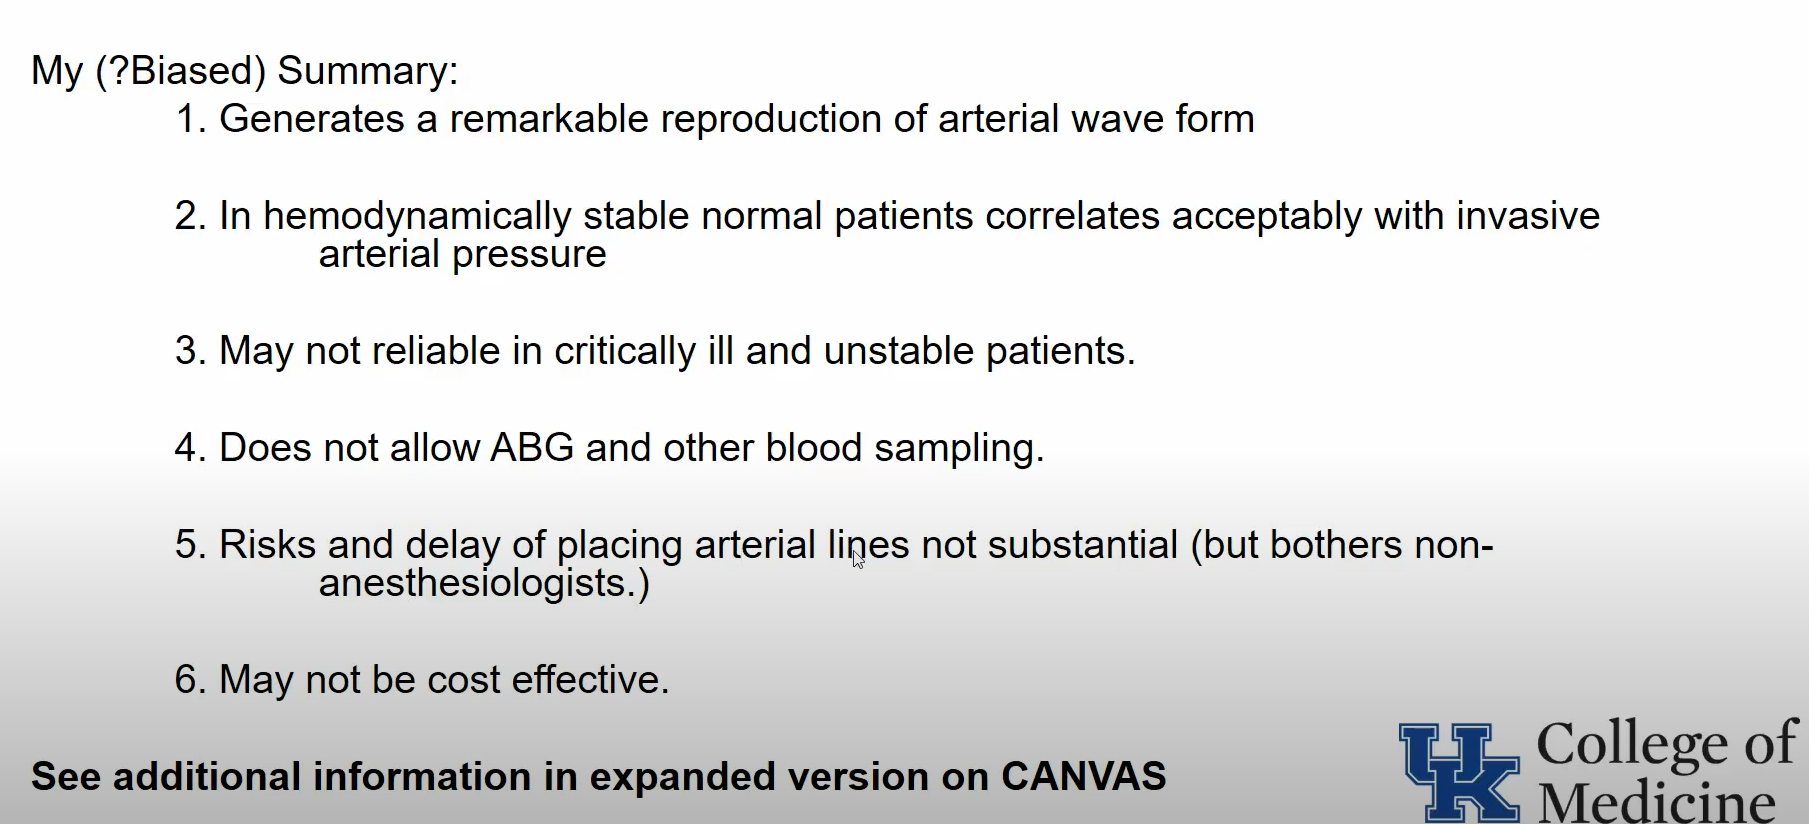 My (?Biased) Summary:
1. Generates a remarkable reproduction of arterial wave form
2. In hemodynamically stable normal patients correlates acceptably with invasive
arterial pressure
3. May not reliable in critically ill and unstable patients.
4. Does not allow ABG and other blood sampling.
5. Risks and delay of placing arterial lines not substantial (but bothers non-
anesthesiologists.)
6. May not be cost effective.
See additional information in expanded version on CANVAS
UK College of
Medicine